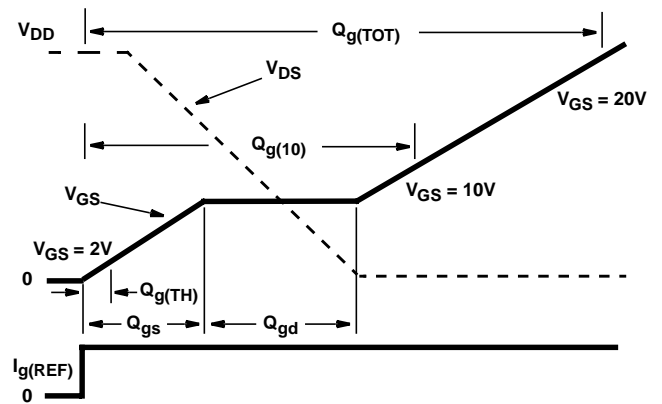 V_DD
Q_g(TOT)
V_DS
V_GS = 20V
Q_g(10)
V_GS
V_GS = 10V
V_GS = 2V
0
Q_g(TH)
Q_gs
Q_gd
I_g(REF)
0